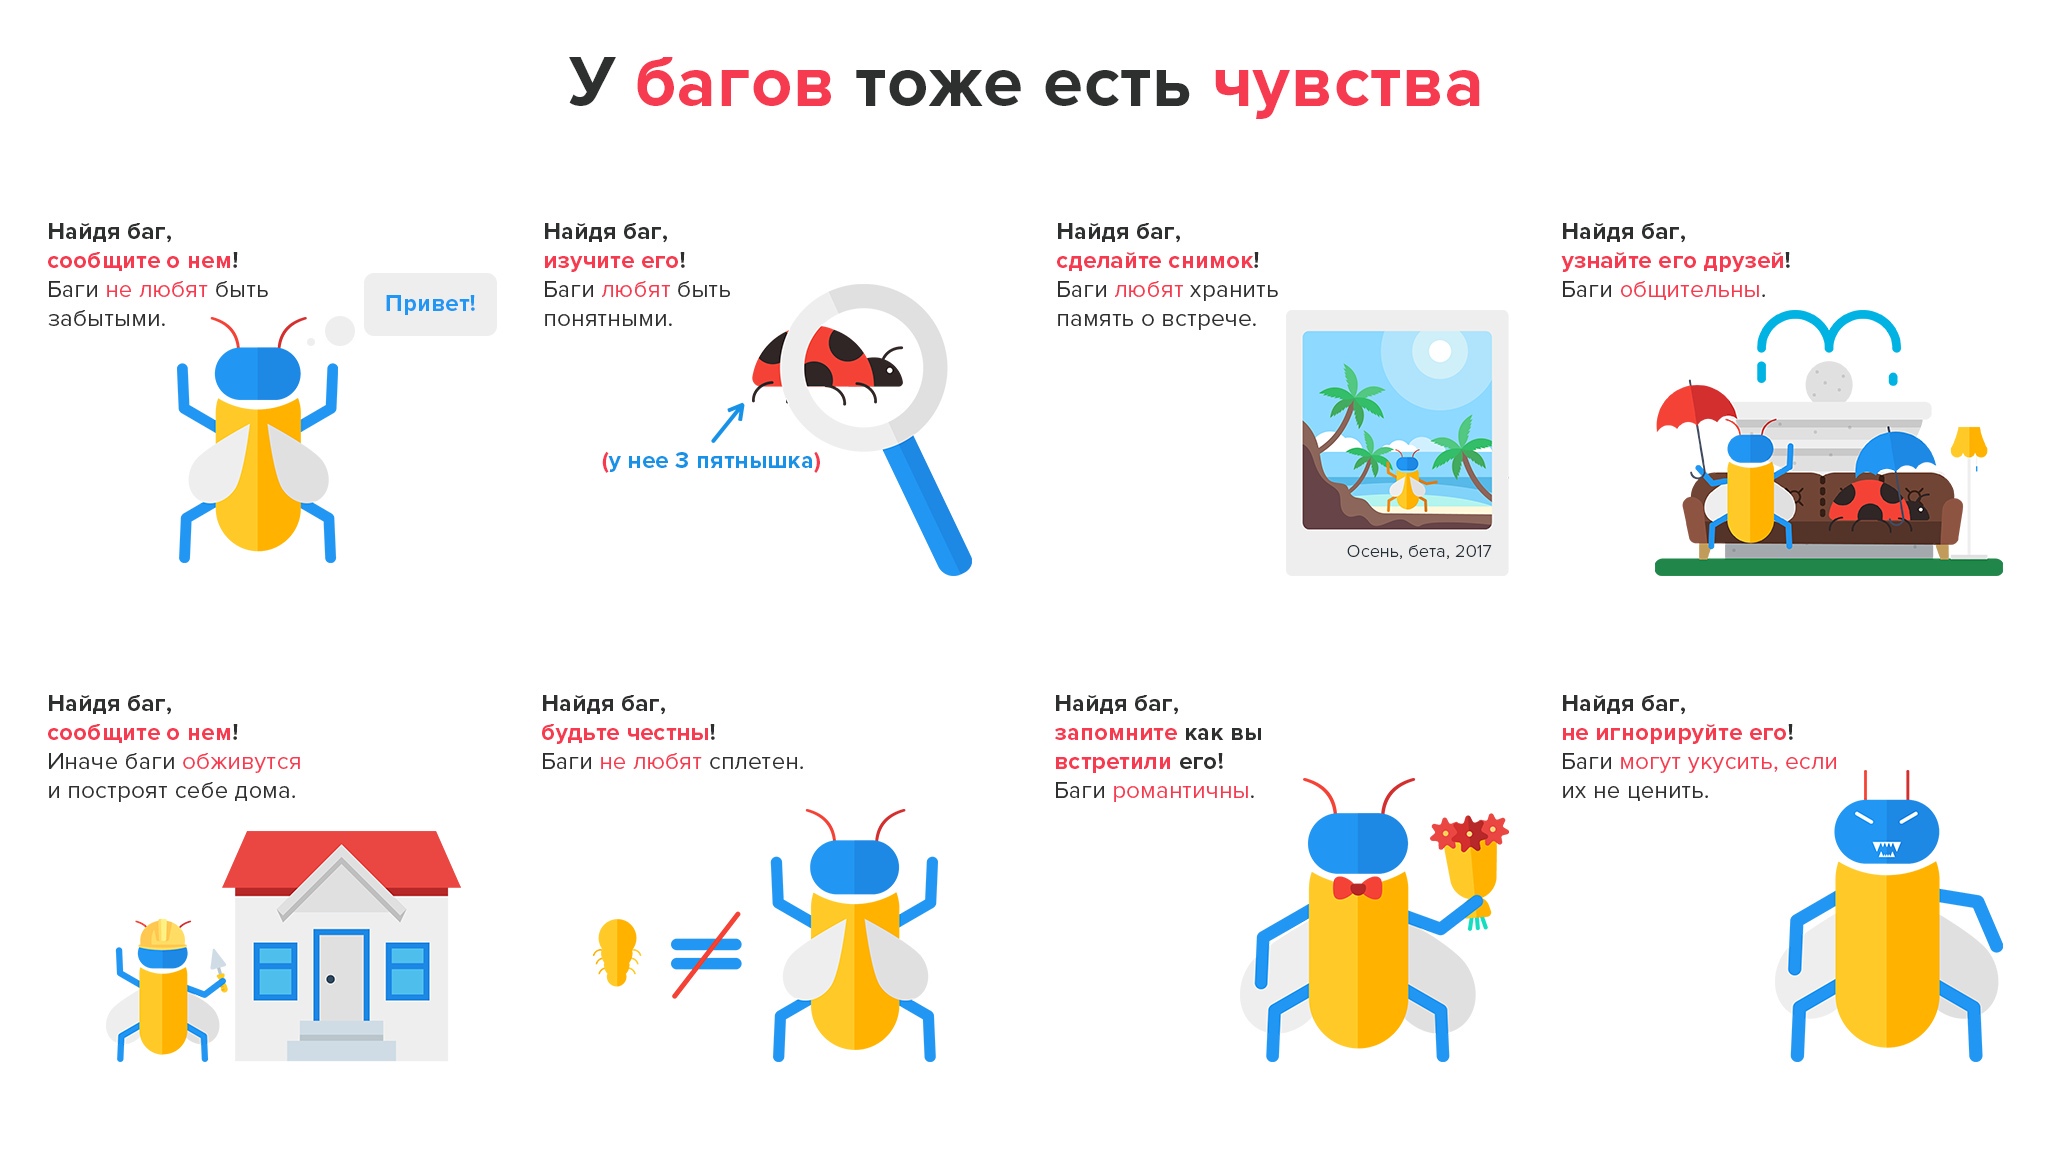 У багов тоже есть чувства
Найдя баг,
сообщите о нем!
Баги не любят быть
забытыми.
Привет!
Найдя баг,
изучите его!
Баги любят быть
понятными.
(у нее 3 пятнышка)
Найдя баг,
сделайте снимок!
Баги любят хранить
память о встрече.
Осень, бета, 2017
Найдя баг,
узнайте его друзей!
Баги общительны.
Найдя баг,
сообщите о нем!
Иначе баги обживутся
и построят себе дома.
Найдя баг,
будьте честны!
Баги не любят сплетен.
Найдя баг,
запомните как вы
встретили его!
Баги романтичны.
Найдя баг,
не игнорируйте его!
Баги могут укусить, если
их не ценить.